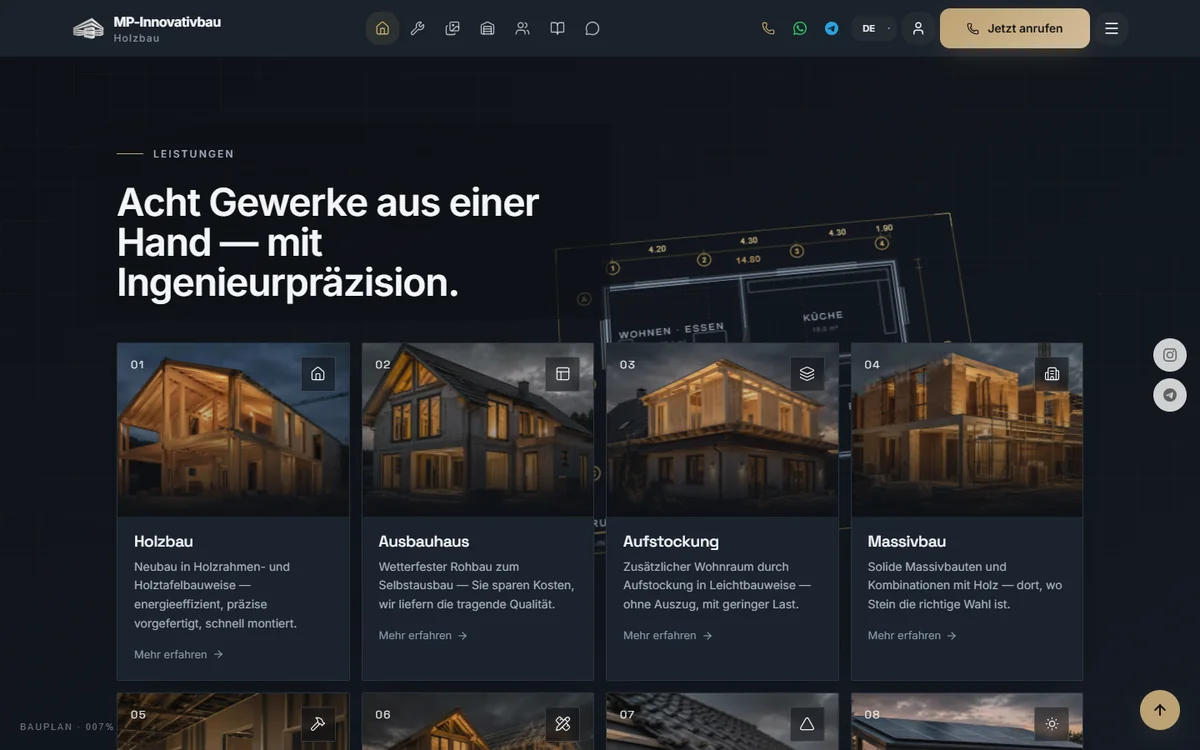 MP-Innovativbau
Holzbau
DE
Jetzt anrufen
LEISTUNGEN
Acht Gewerke aus einer
Hand — mit
Ingenieurpräzision.
4.20
4.30
4.30
1.90
14.80
1
2
3
4
A
WOHNEN · ESSEN
KÜCHE
01
02
03
04
Holzbau
Neubau in Holzrahmen- und
Holztafelbauweise —
energieeffizient, präzise
vorgefertigt, schnell montiert.
Mehr erfahren →
Ausbauhaus
Wetterfester Rohbau zum
Selbstausbau — Sie sparen Kosten,
wir liefern die tragende Qualität.
Mehr erfahren →
Aufstockung
Zusätzlicher Wohnraum durch
Aufstockung in Leichtbauweise —
ohne Auszug, mit geringer Last.
Mehr erfahren →
Massivbau
Solide Massivbauten und
Kombinationen mit Holz — dort, wo
Stein die richtige Wahl ist.
Mehr erfahren →
05
06
07
08
BAUPLAN · 007%